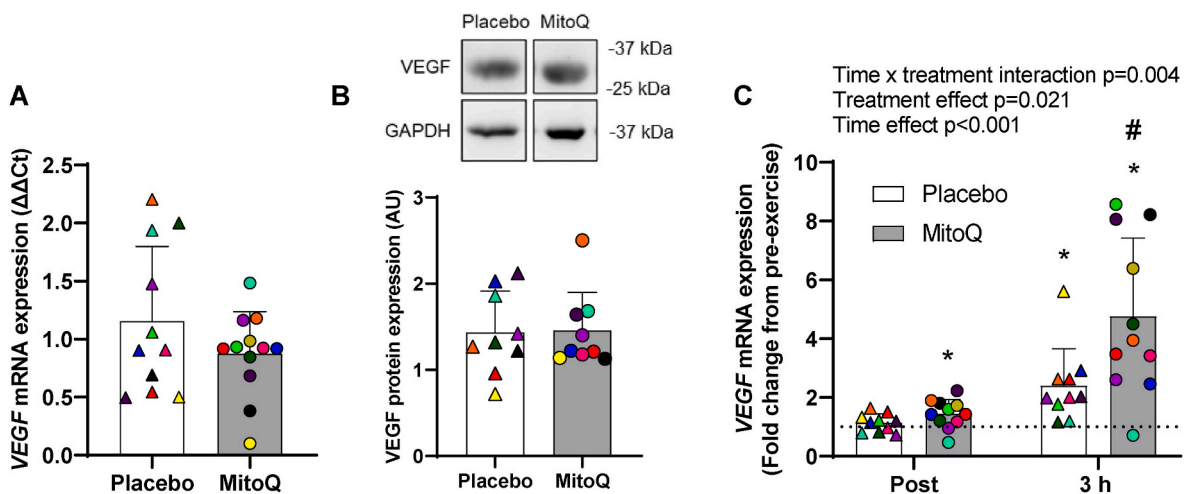 A
VEGF mRNA expression (ΔΔCt)
2.5
2.0
1.5
1.0
0.5
0.0
Placebo MitoQ
B
Placebo MitoQ
VEGF
-37 kDa
-25 kDa
GAPDH
-37 kDa
VEGF protein expression (AU)
3
2
1
0
Placebo MitoQ
C
Time x treatment interaction p=0.004
Treatment effect p=0.021
Time effect p<0.001
VEGF mRNA expression
(Fold change from pre-exercise)
10
8
6
4
2
0
Placebo
MitoQ
*
*
#
*
Post 3 h